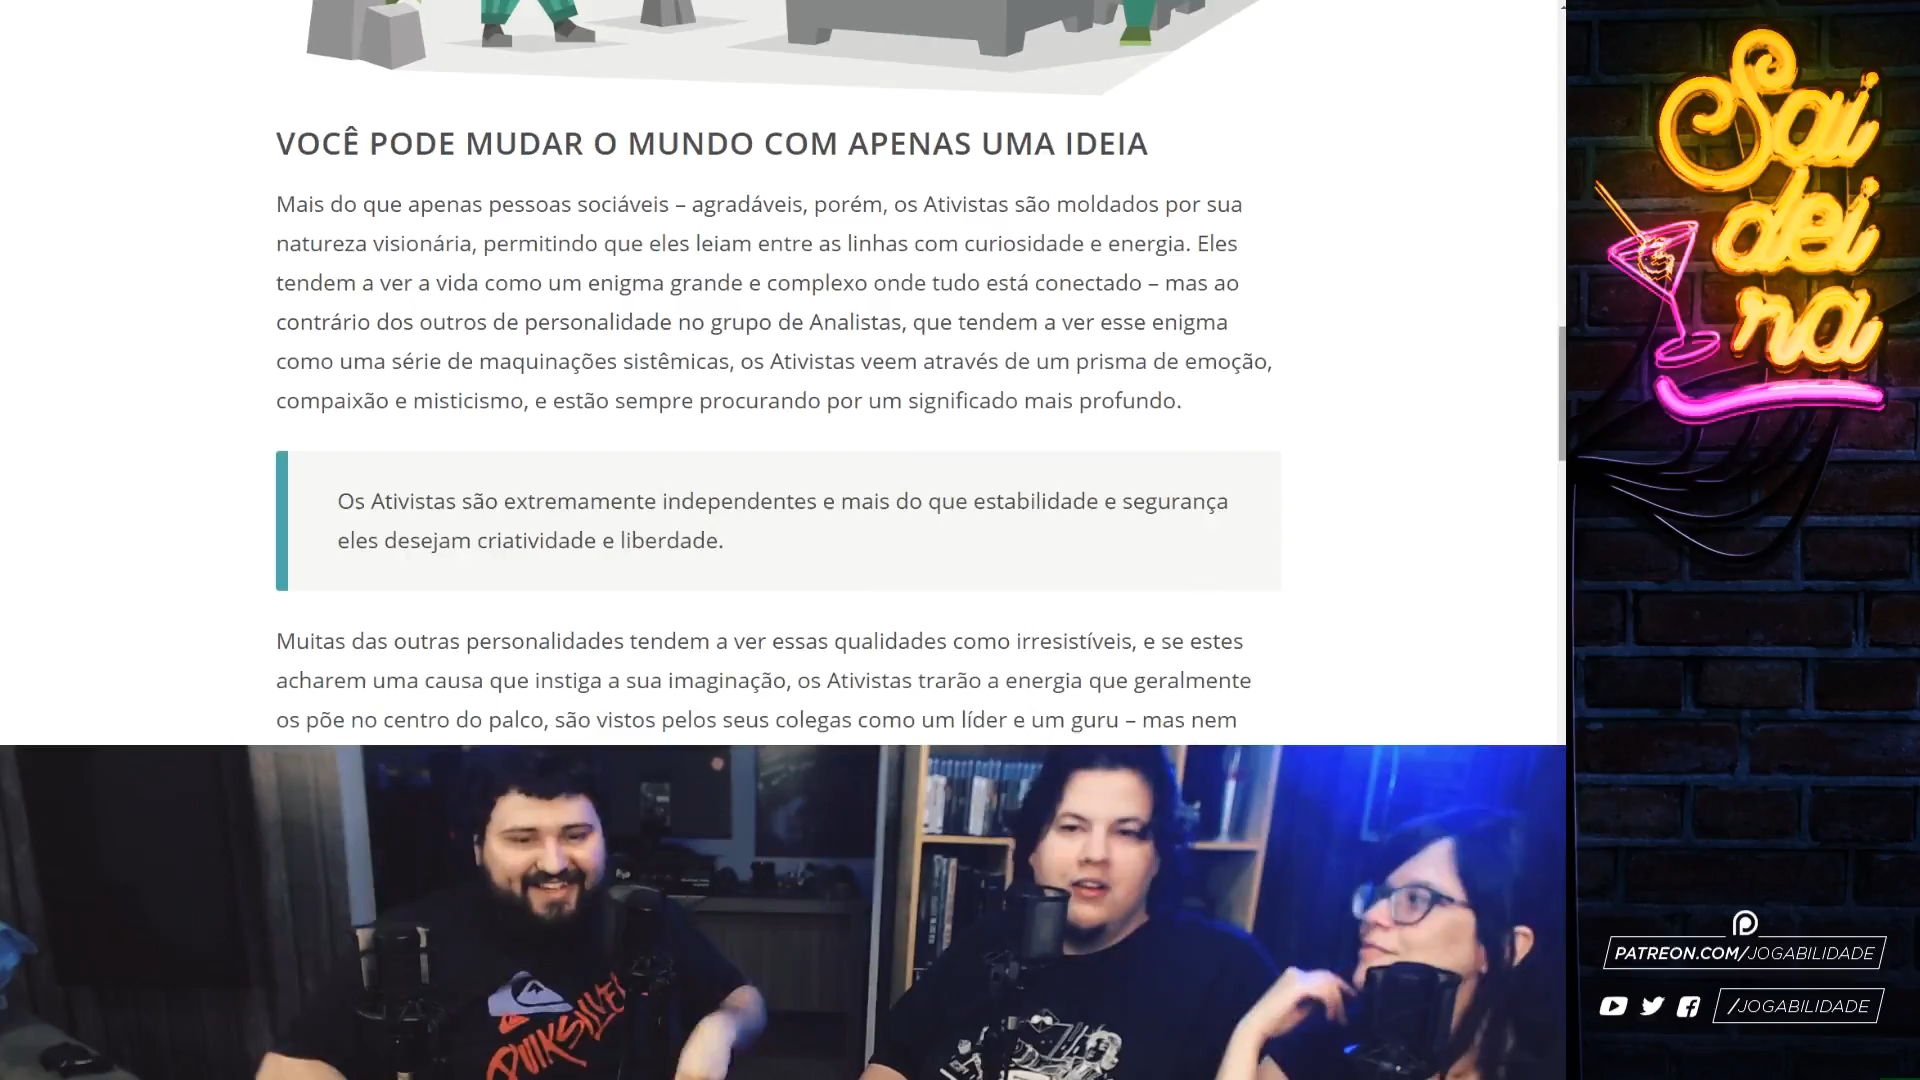 VOCÊ PODE MUDAR O MUNDO COM APENAS UMA IDEIA
Mais do que apenas pessoas sociáveis – agradáveis, porém, os Ativistas são moldados por sua
natureza visionária, permitindo que eles leiam entre as linhas com curiosidade e energia. Eles
tendem a ver a vida como um enigma grande e complexo onde tudo está conectado – mas ao
contrário dos outros de personalidade no grupo de Analistas, que tendem a ver esse enigma
como uma série de maquinações sistêmicas, os Ativistas veem através de um prisma de emoção,
compaixão e misticismo, e estão sempre procurando por um significado mais profundo.
Os Ativistas são extremamente independentes e mais do que estabilidade e segurança
eles desejam criatividade e liberdade.
Muitas das outras personalidades tendem a ver essas qualidades como irresistíveis, e se estes
acharem uma causa que instiga a sua imaginação, os Ativistas trarão a energia que geralmente
os põe no centro do palco, são vistos pelos seus colegas como um líder e um guru – mas nem
Sai
dei
ra
QUIKSILVER
PATREON.COM/JOGABILIDADE
/JOGABILIDADE